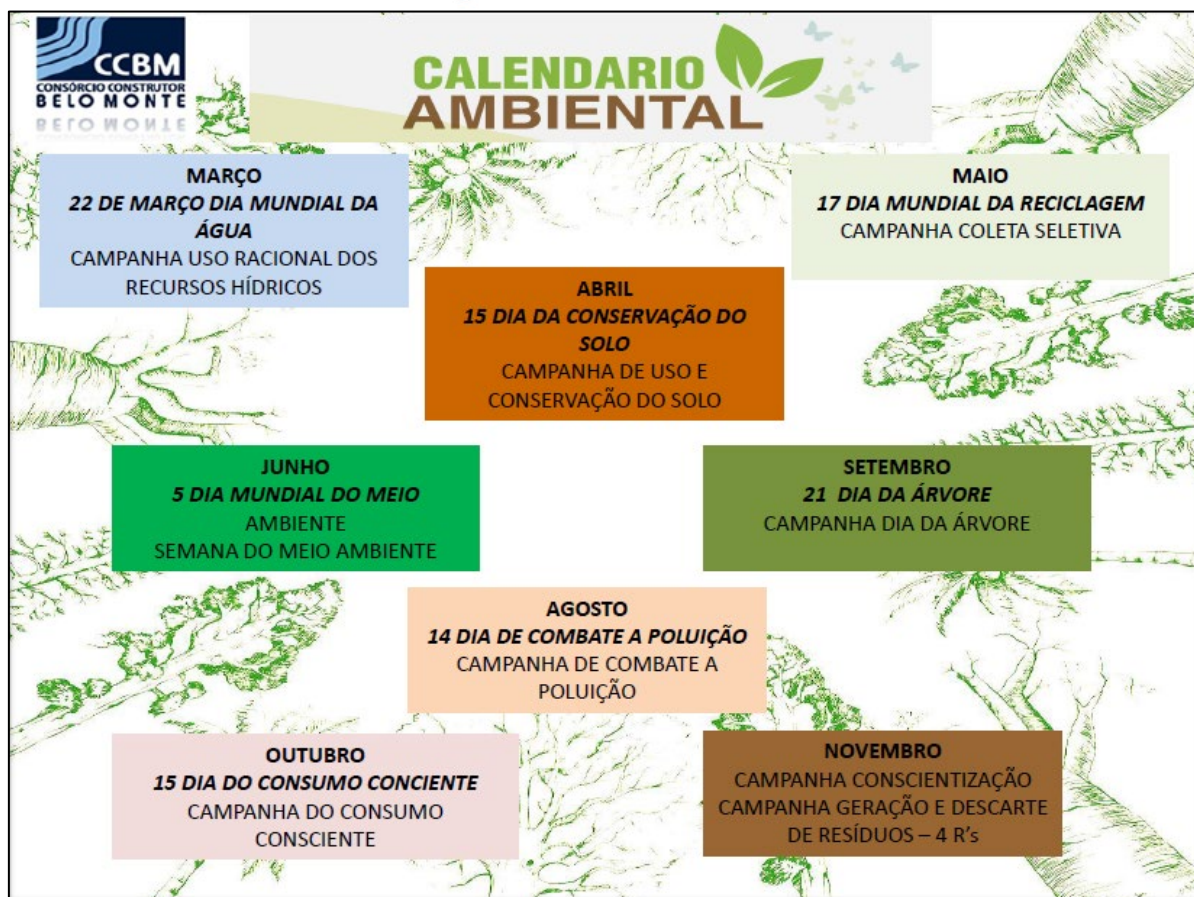 CCBM
CONSÓRCIO CONSTRUTOR
BELO MONTE
CALENDARIO
AMBIENTAL
MARÇO
22 DE MARÇO DIA MUNDIAL DA
ÁGUA
CAMPANHA USO RACIONAL DOS
RECURSOS HÍDRICOS
MAIO
17 DIA MUNDIAL DA RECICLAGEM
CAMPANHA COLETA SELETIVA
ABRIL
15 DIA DA CONSERVAÇÃO DO
SOLO
CAMPANHA DE USO E
CONSERVAÇÃO DO SOLO
JUNHO
5 DIA MUNDIAL DO MEIO
AMBIENTE
SEMANA DO MEIO AMBIENTE
SETEMBRO
21 DIA DA ÁRVORE
CAMPANHA DIA DA ÁRVORE
AGOSTO
14 DIA DE COMBATE A POLUIÇÃO
CAMPANHA DE COMBATE A
POLUIÇÃO
OUTUBRO
15 DIA DO CONSUMO CONCIENTE
CAMPANHA DO CONSUMO
CONSCIENTE
NOVEMBRO
CAMPANHA CONSCIENTIZAÇÃO
CAMPANHA GERAÇÃO E DESCARTE
DE RESÍDUOS – 4 R's